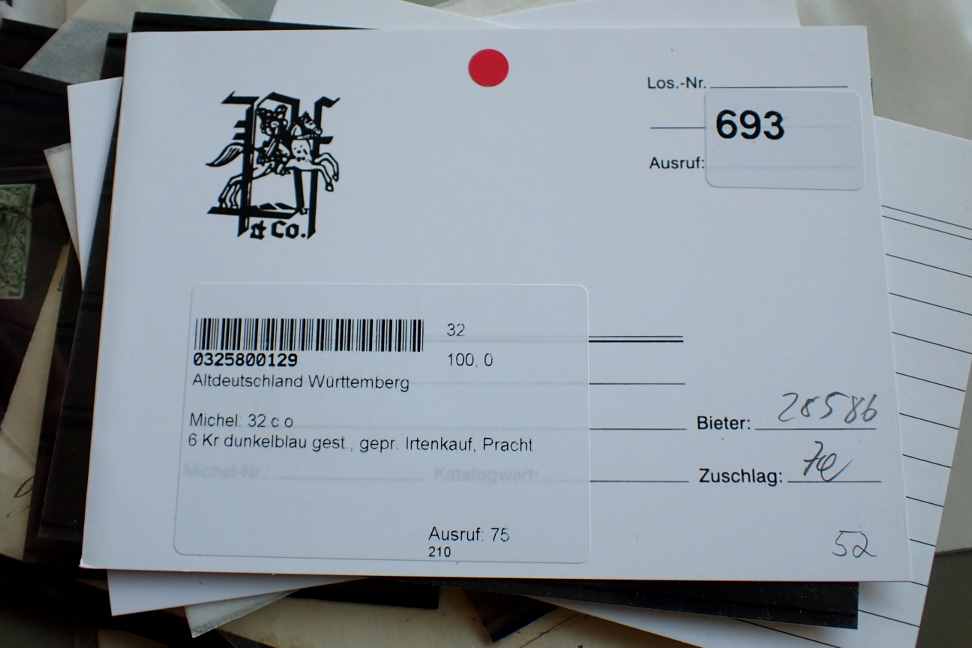 & Co.
Los.-Nr.
693
Ausruf:
32
0325800129
100, 0
Altdeutschland Württemberg
Michel: 32 c o
6 Kr dunkelblau gest., gepr. Irtenkauf, Pracht
Michel-Nr.
Katalogwert:
Ausruf: 75
210
Bieter: 28586
Zuschlag:
52